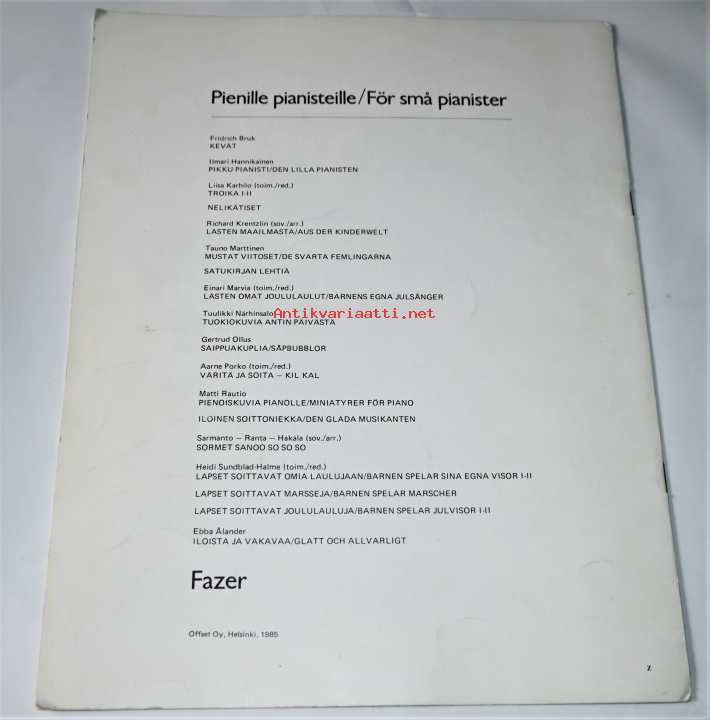 Pienille pianisteille/För små pianister
Fridrich Bruk
KEVÄT
Ilmari Hannikainen
PIKKU PIANISTI/DEN LILLA PIANISTEN
Liisa Karhilo (toim./red.)
TROIKA I-II
NELIKÄTISET
Richard Krentzlin (sov./arr.)
LASTEN MAAILMASTA/AUS DER KINDERWELT
Tauno Marttinen
MUSTAT VIITOSET/DE SVARTA FEMLINGARNA
SATUKIRJAN LEHTIÄ
Einari Marvia (toim./red.)
LASTEN OMAT JOULULAULUT/BARNENS EGNA JULSÅNGER
Tuulikki Närhinsalo
Antikvariaatti.net
TUOKIOKUVIA ANTIN PÄIVÄSTÄ
Gertrud Ollus
SAIPPUAKUPLIA/SÅPBUBBLOR
Aarne Porko (toim./red.)
VÄRITÄ JA SOITA – KIL KAL
Matti Rautio
PIENOISKUVIA PIANOLLE/MINIATYRER FÖR PIANO
ILOINEN SOITTONIEKKA/DEN GLADA MUSIKANTEN
Sarmanto – Ranta – Hakala (sov./arr.)
SORMET SANOO SO SO SO
Heidi Sundblad-Halme (toim./red.)
LAPSET SOITTAVAT OMIA LAULUJAAN/BARNEN SPELAR SINA EGNA VISOR I-II
LAPSET SOITTAVAT MARSSEJA/BARNEN SPELAR MARSCHER
LAPSET SOITTAVAT JOULULAULUJA/BARNEN SPELAR JULVISOR I-II
Ebba Ålander
ILOISTA JA VAKAVAA/GLATT OCH ALLVARLIGT
Fazer
Offset Oy, Helsinki, 1985
Z